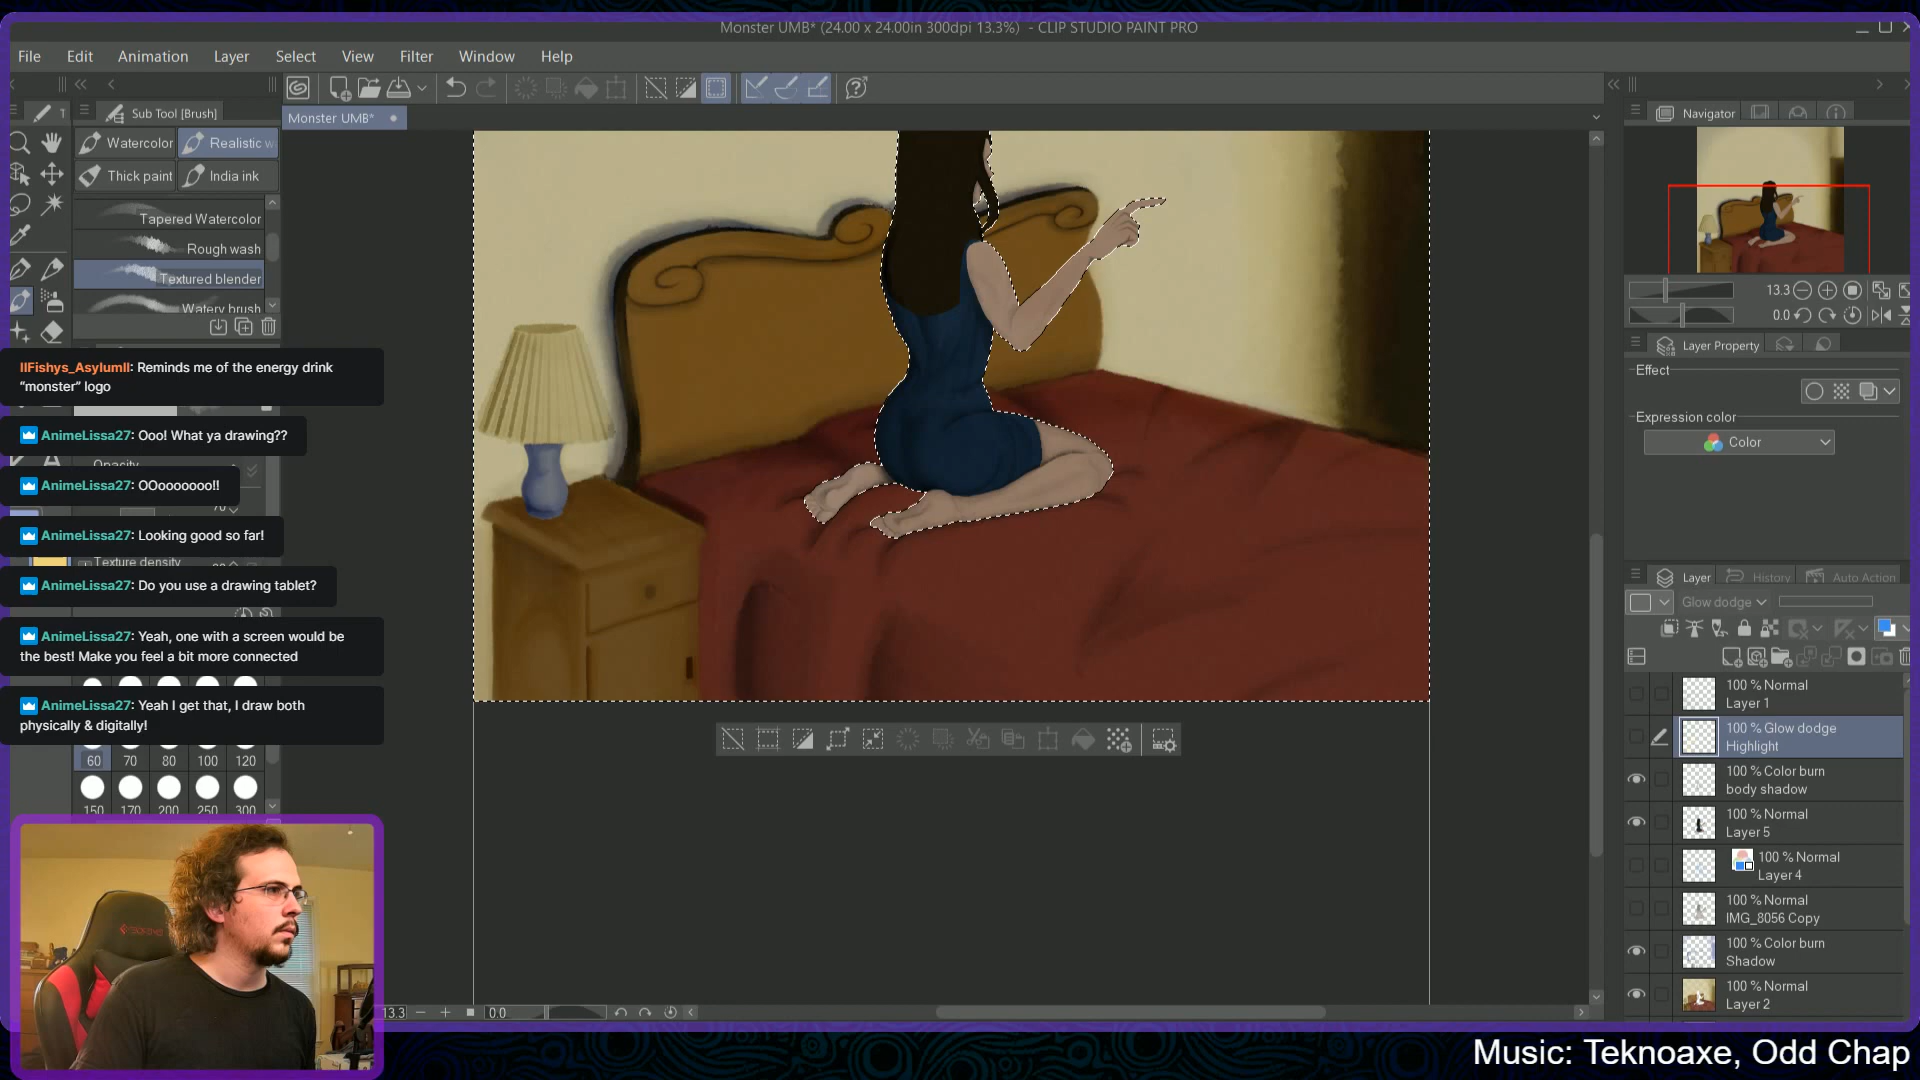 Monster UMB* (24.00 x 24.00in 300dpi 13.3%) - CLIP STUDIO PAINT PRO
File Edit Animation Layer Select View Filter Window Help
Sub Tool [Brush]
Monster UMB*
Navigator
Watercolor
Realistic w
Thick paint
India ink
Tapered Watercolor
Rough wash
Textured blender
Watery brush
13.3
0.0
Layer Property
Effect
Expression color
Color
IIFishys_AsylumII: Reminds me of the energy drink
“monster” logo
AnimeLissa27: Ooo! What ya drawing??
Opacity
AnimeLissa27: OOooooooo!!
AnimeLissa27: Looking good so far!
Texture density
AnimeLissa27: Do you use a drawing tablet?
AnimeLissa27: Yeah, one with a screen would be
the best! Make you feel a bit more connected
AnimeLissa27: Yeah I get that, I draw both
physically & digitally!
60 70 80 100 120
150 170 200 250 300
Layer History Auto Action
Glow dodge
100 % Normal
Layer 1
100 % Glow dodge
Highlight
100 % Color burn
body shadow
100 % Normal
Layer 5
100 % Normal
Layer 4
100 % Normal
IMG_8056 Copy
100 % Color burn
Shadow
100 % Normal
Layer 2
13.3
0.0
Music: Teknoaxe, Odd Chap